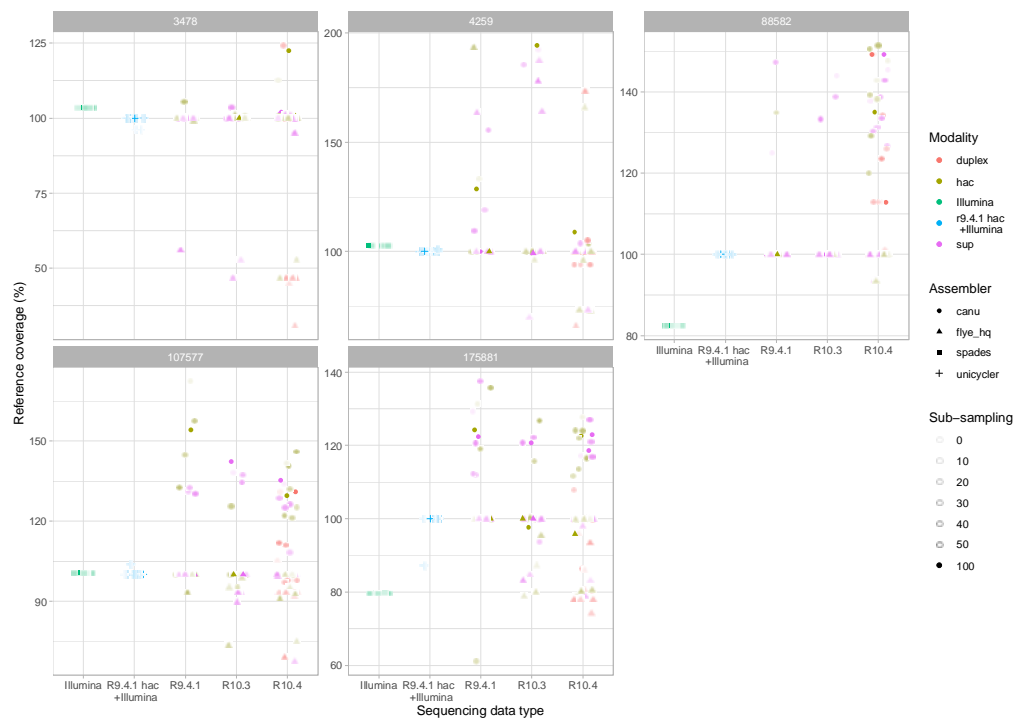 3478
4259
88582
125
100
75
50
200
150
100
140
120
100
80
Illumina
R9.4.1 hac
+Illumina
R9.4.1
R10.3
R10.4
Reference coverage (%)
107577
175881
150
120
90
140
120
100
80
60
Illumina
R9.4.1 hac
+Illumina
R9.4.1
R10.3
R10.4
Illumina
R9.4.1 hac
+Illumina
R9.4.1
R10.3
R10.4
Sequencing data type
Modality
duplex
hac
Illumina
r9.4.1 hac
+Illumina
sup
Assembler
canu
flye_hq
spades
unicycler
Sub−sampling
0
10
20
30
40
50
100